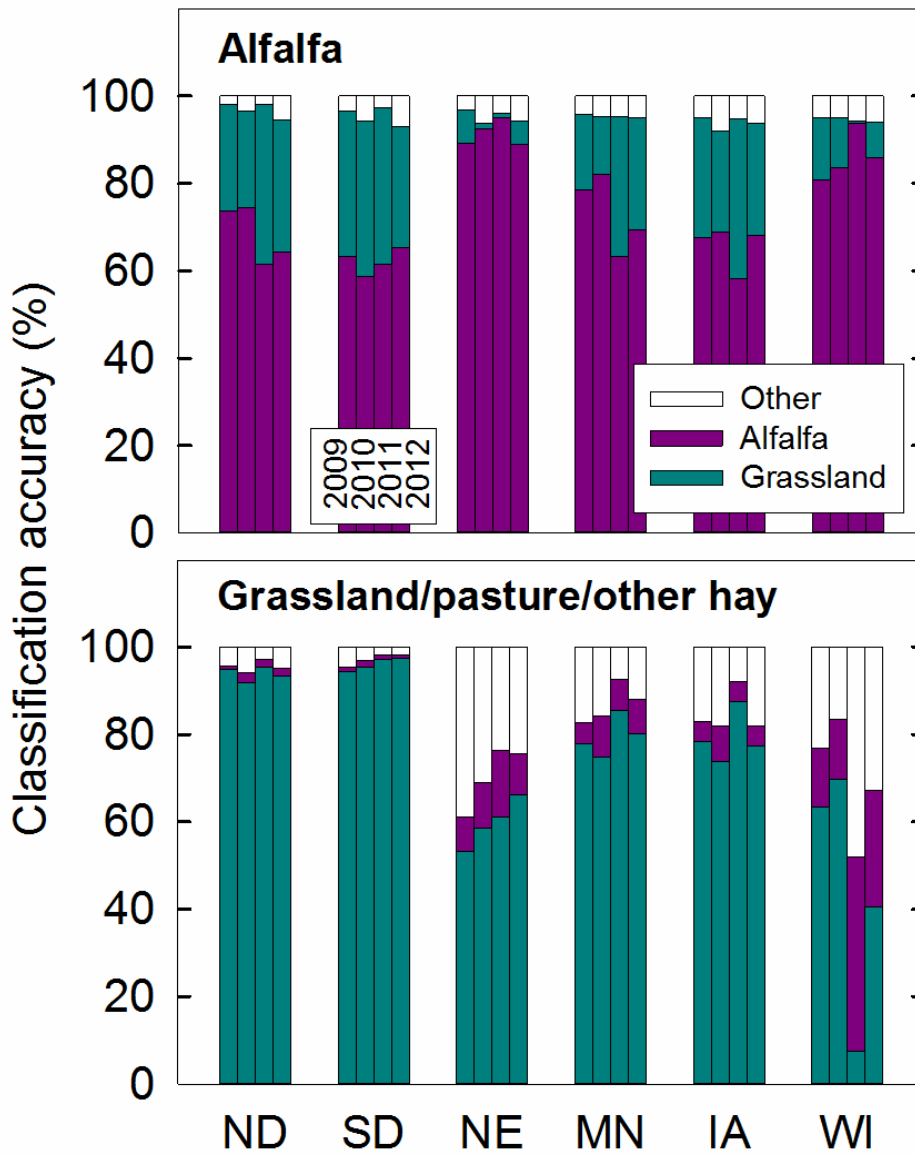 Alfalfa
100
80
60
40
20
0
Other
Alfalfa
Grassland
2009
2010
2011
2012
Classification accuracy (%)
Grassland/pasture/other hay
100
80
60
40
20
0
ND SD NE MN IA WI